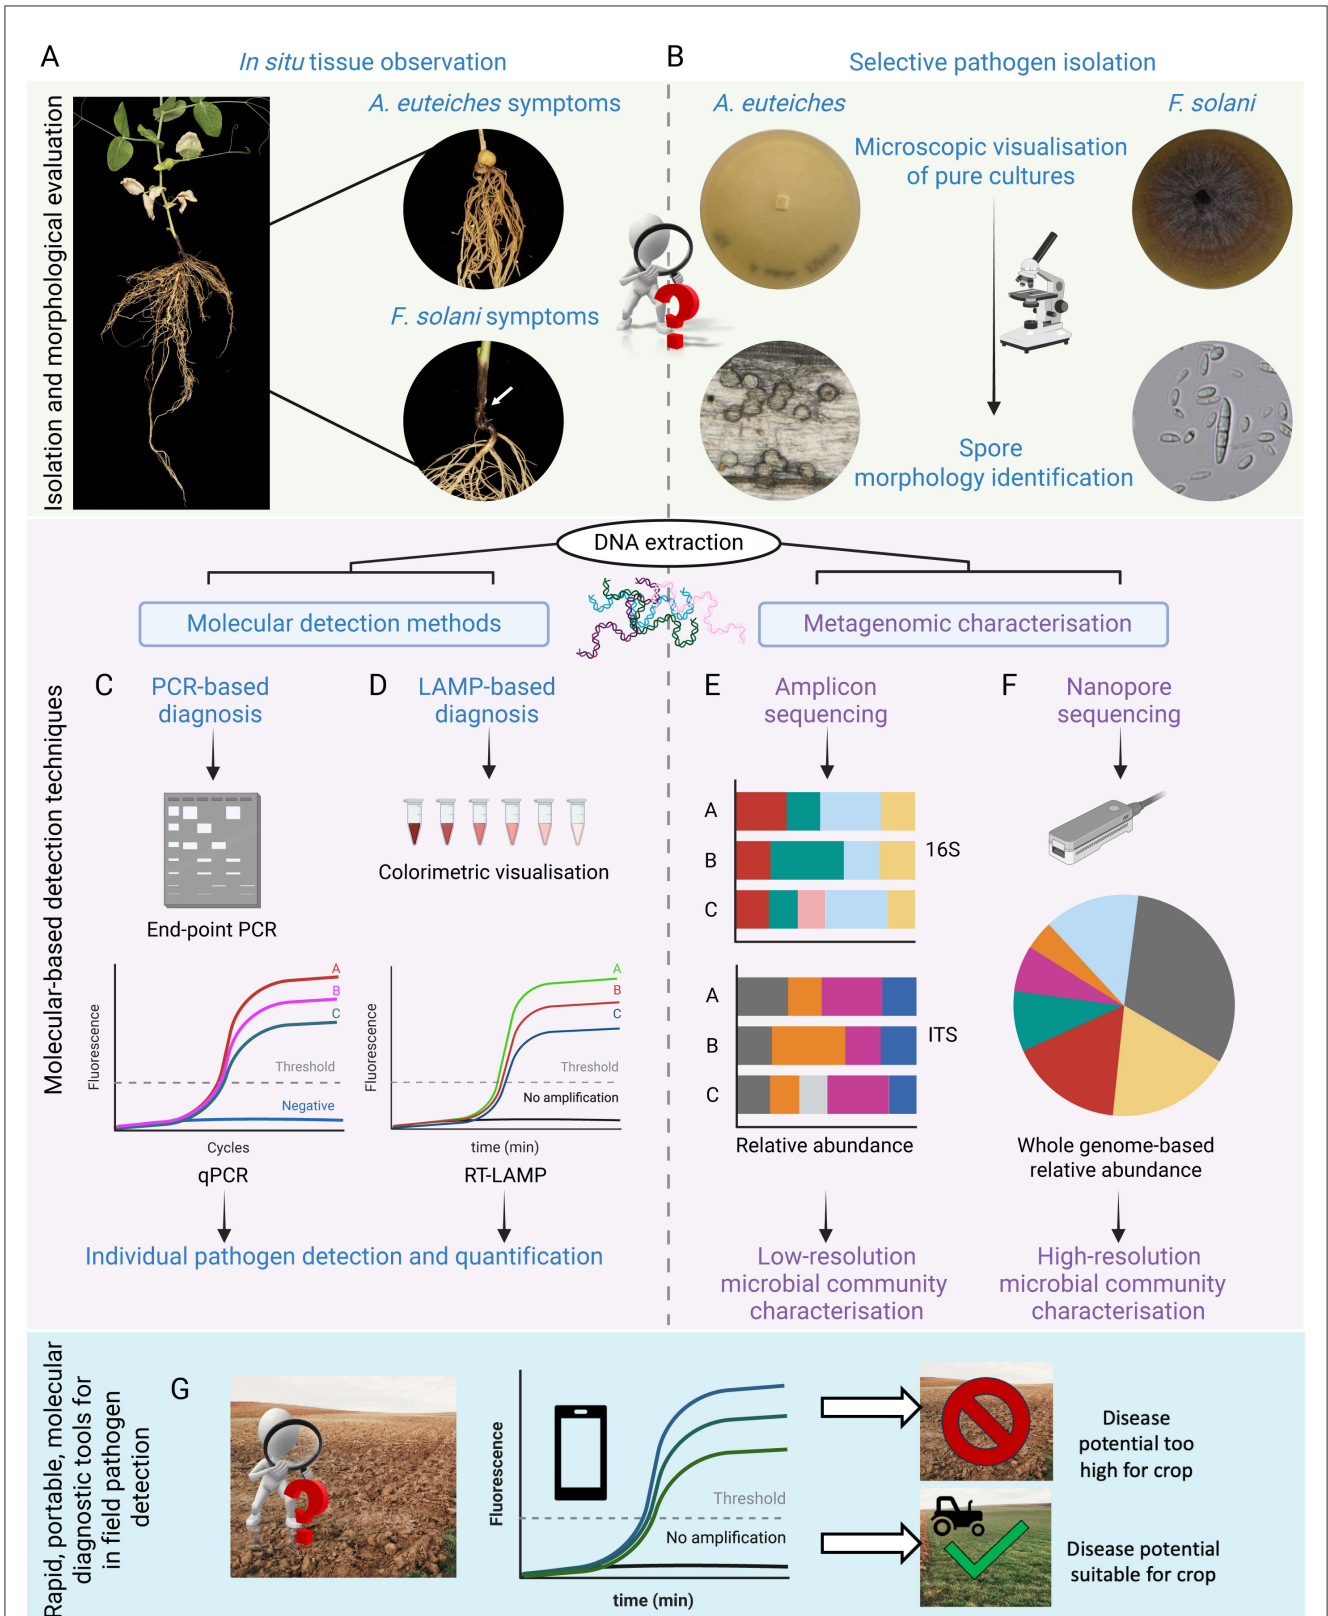 A
In situ tissue observation
B
Selective pathogen isolation
Isolation and morphological evaluation
A. euteiches symptoms
F. solani symptoms
A. euteiches
F. solani
Microscopic visualisation
of pure cultures
Spore
morphology identification
DNA extraction
Molecular detection methods
Metagenomic characterisation
Molecular-based detection techniques
C
PCR-based
diagnosis
End-point PCR
Fluorescence
A
B
C
Threshold
Negative
Cycles
qPCR
D
LAMP-based
diagnosis
Colorimetric visualisation
Fluorescence
A
B
C
Threshold
No amplification
time (min)
RT-LAMP
Individual pathogen detection and quantification
E
Amplicon
sequencing
A
B
C
16S
A
B
C
ITS
Relative abundance
Low-resolution
microbial community
characterisation
F
Nanopore
sequencing
Whole genome-based
relative abundance
High-resolution
microbial community
characterisation
Rapid, portable, molecular
diagnostic tools for
in field pathogen
detection
G
Fluorescence
Threshold
No amplification
time (min)
Disease
potential too
high for crop
Disease potential
suitable for crop